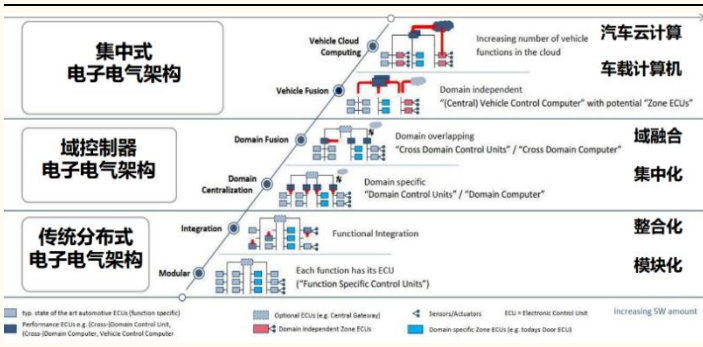 集中式
电子电气架构
Vehicle Cloud
Computing
Increasing number of vehicle
functions in the cloud
汽车云计算
Vehicle Fusion
Domain independent
"(Central) Vehicle Control Computer" with potential "Zone ECUs"
车载计算机
域控制器
电子电气架构
Domain Fusion
Domain overlapping
"Cross Domain Control Units" / "Cross Domain Computer"
域融合
Domain
Centralization
Domain specific
"Domain Control Units" / "Domain Computer"
集中化
传统分布式
电子电气架构
Integration
Functional Integration
整合化
Modular
Each function has its ECU
("Function Specific Control Units")
模块化
typ. state of the art automotive ECUs (function specific)
Performance ECUs e.g. (Cross-)Domain Control Unit,
(Cross-)Domain Computer, Vehicle Control Computer
Optional ECUs (e.g. Central Gateway)
Domain independent Zone ECUs
Sensors/Actuators
ECU = Electronic Control Unit
Domain specific Zone ECUs (e.g. todays Door ECU)
increasing SW amount